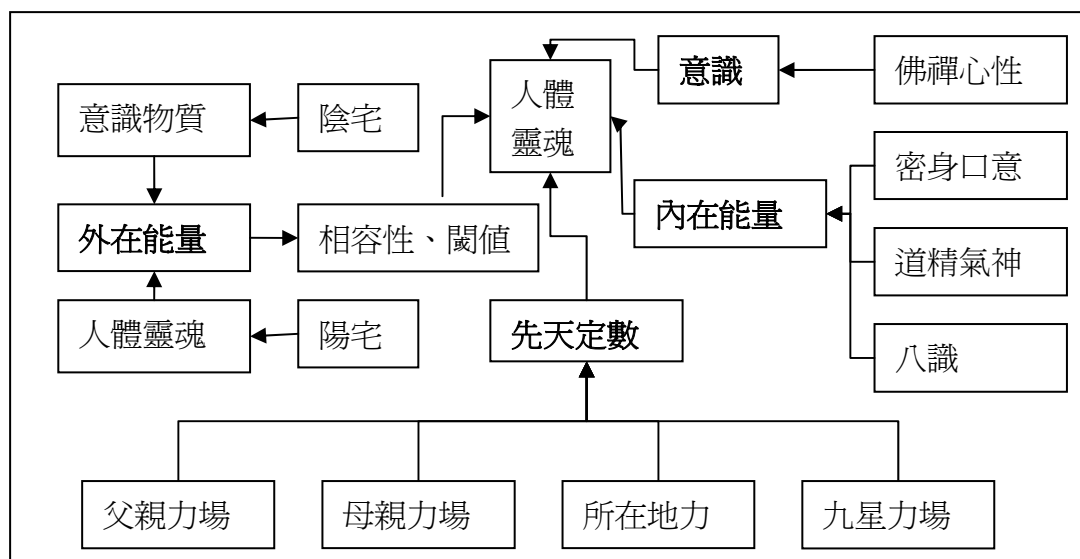 意識
佛禪心性
人體
靈魂
意識物質
陰宅
密身口意
內在能量
外在能量
相容性、閾値
道精氣神
人體靈魂
陽宅
先天定數
八識
父親力場
母親力場
所在地力
九星力場